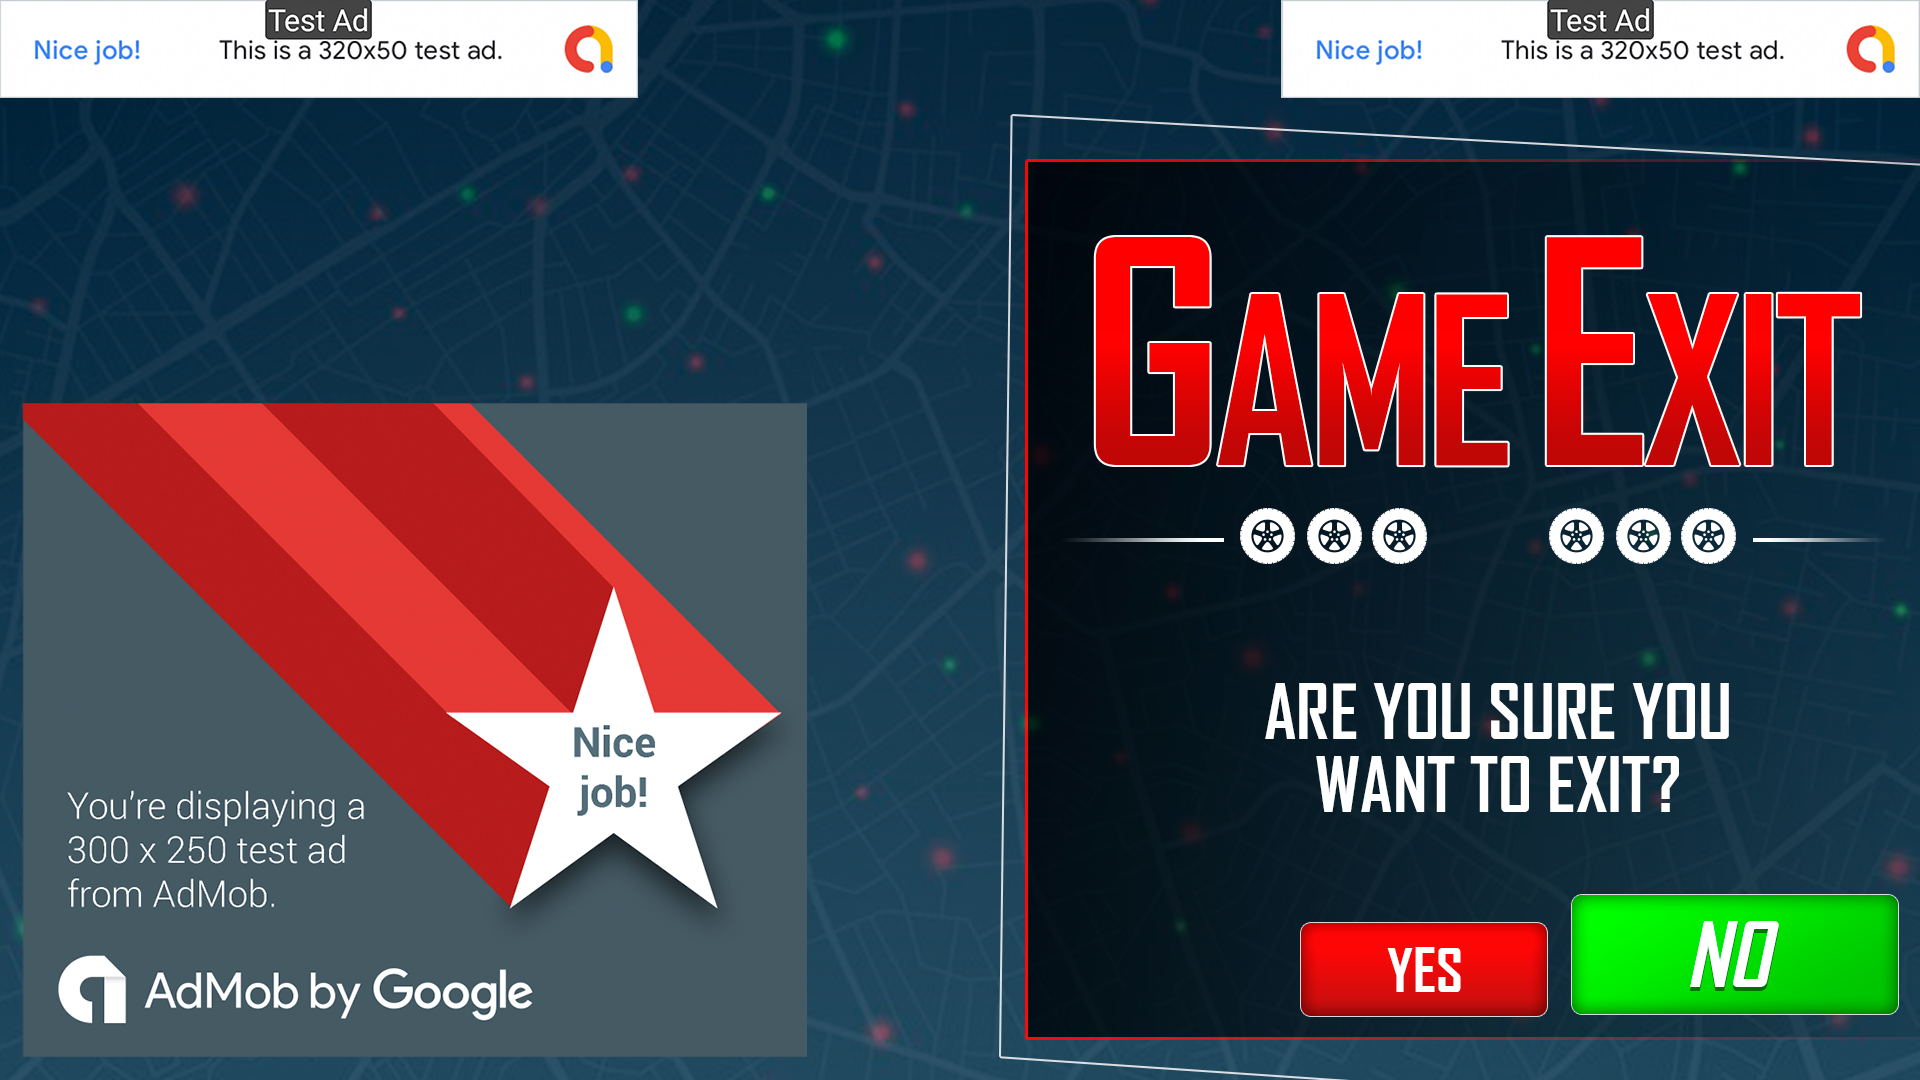 Test Ad
Nice job!
This is a 320x50 test ad.
Test Ad
Nice job!
This is a 320x50 test ad.
Nice
job!
You're displaying a
300 x 250 test ad
from AdMob.
AdMob by Google
GAME EXIT
ARE YOU SURE YOU
WANT TO EXIT?
YES
NO